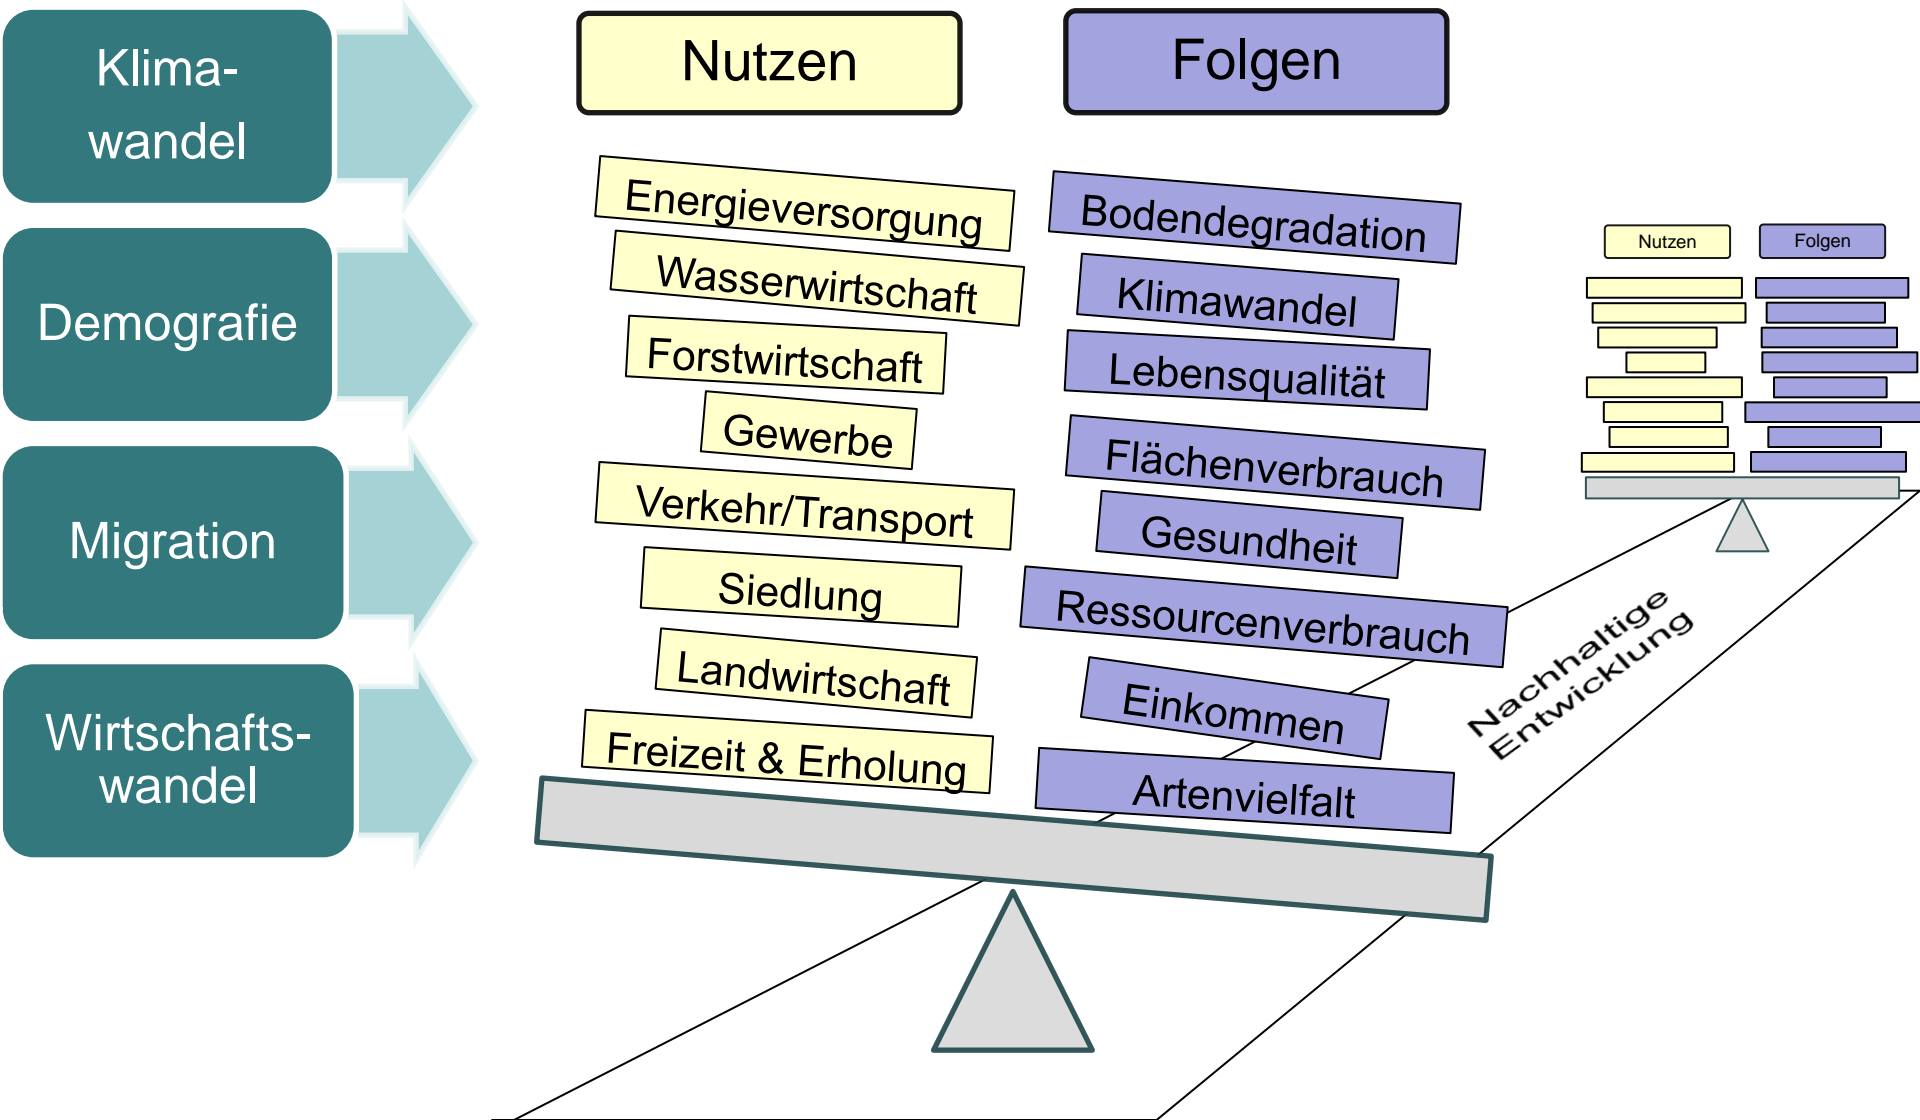 Klima-
wandel
Demografie
Migration
Wirtschafts-
wandel
Nutzen
Energieversorgung
Wasserwirtschaft
Forstwirtschaft
Gewerbe
Verkehr/Transport
Siedlung
Landwirtschaft
Freizeit & Erholung
Folgen
Bodendegradation
Klimawandel
Lebensqualität
Flächenverbrauch
Gesundheit
Ressourcenverbrauch
Einkommen
Artenvielfalt
Nutzen
Folgen
Nachhaltige
Entwicklung